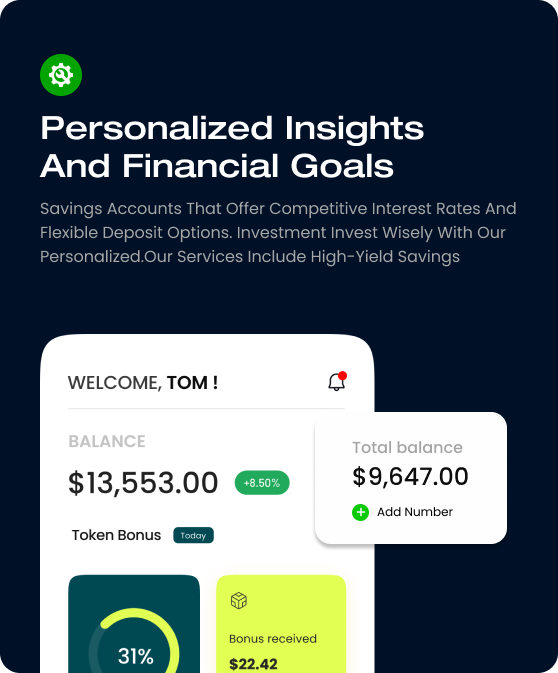 Personalized Insights
And Financial Goals
Savings Accounts That Offer Competitive Interest Rates And
Flexible Deposit Options. Investment Invest Wisely With Our
Personalized.Our Services Include High-Yield Savings
WELCOME, TOM !
BALANCE
$13,553.00 +8.50%
Token Bonus Today
Total balance
$9,647.00
Add Number
31%
Bonus received
$22.42